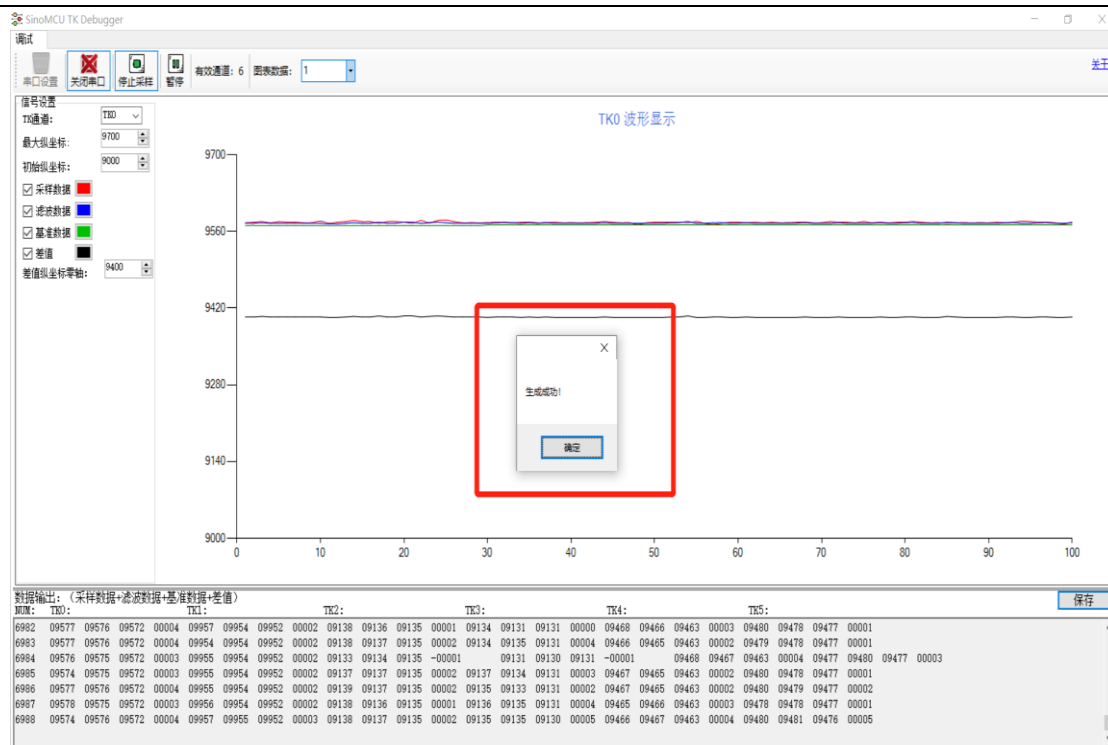 SinoMCU TK Debugger
调试
串口设置 关闭串口 停止采样 暂停 有效通道: 6 图表数据: 1 关于
信号设置
TK通道: TK0
最大纵坐标: 9700
初始纵坐标: 9000
采样数据
滤波数据
基准数据
差值
差值纵坐标零轴: 9400
TK0 波形显示
9700
9560
9420
9280
9140
9000
0 10 20 30 40 50 60 70 80 90 100
X
生成成功!
确定
数据输出: (采样数据+滤波数据+基准数据+差值)
保存
NUM: TK0: TK1: TK2: TK3: TK4: TK5:
6982 09577 09576 09572 00004 09957 09954 09952 00002 09138 09136 09135 00001 09134 09131 09131 00000 09468 09466 09463 00003 09480 09478 09477 00001
6983 09577 09576 09572 00004 09954 09954 09952 00002 09138 09137 09135 00002 09134 09135 09131 00004 09466 09465 09463 00002 09479 09478 09477 00001
6984 09576 09575 09572 00003 09955 09954 09952 00002 09133 09134 09135 -00001 09131 09130 09131 -00001 09468 09467 09463 00004 09477 09480 09477 00003
6985 09574 09575 09572 00003 09955 09954 09952 00002 09137 09137 09135 00002 09137 09134 09131 00003 09467 09465 09463 00002 09480 09478 09477 00001
6986 09577 09576 09572 00004 09955 09954 09952 00002 09139 09137 09135 00002 09135 09133 09131 00002 09467 09465 09463 00002 09480 09479 09477 00002
6987 09578 09575 09572 00003 09956 09954 09952 00002 09138 09136 09135 00001 09136 09135 09131 00004 09465 09466 09463 00003 09478 09478 09477 00001
6988 09574 09576 09572 00004 09957 09955 09952 00003 09138 09137 09135 00002 09135 09135 09130 00005 09466 09467 09463 00004 09480 09481 09476 00005